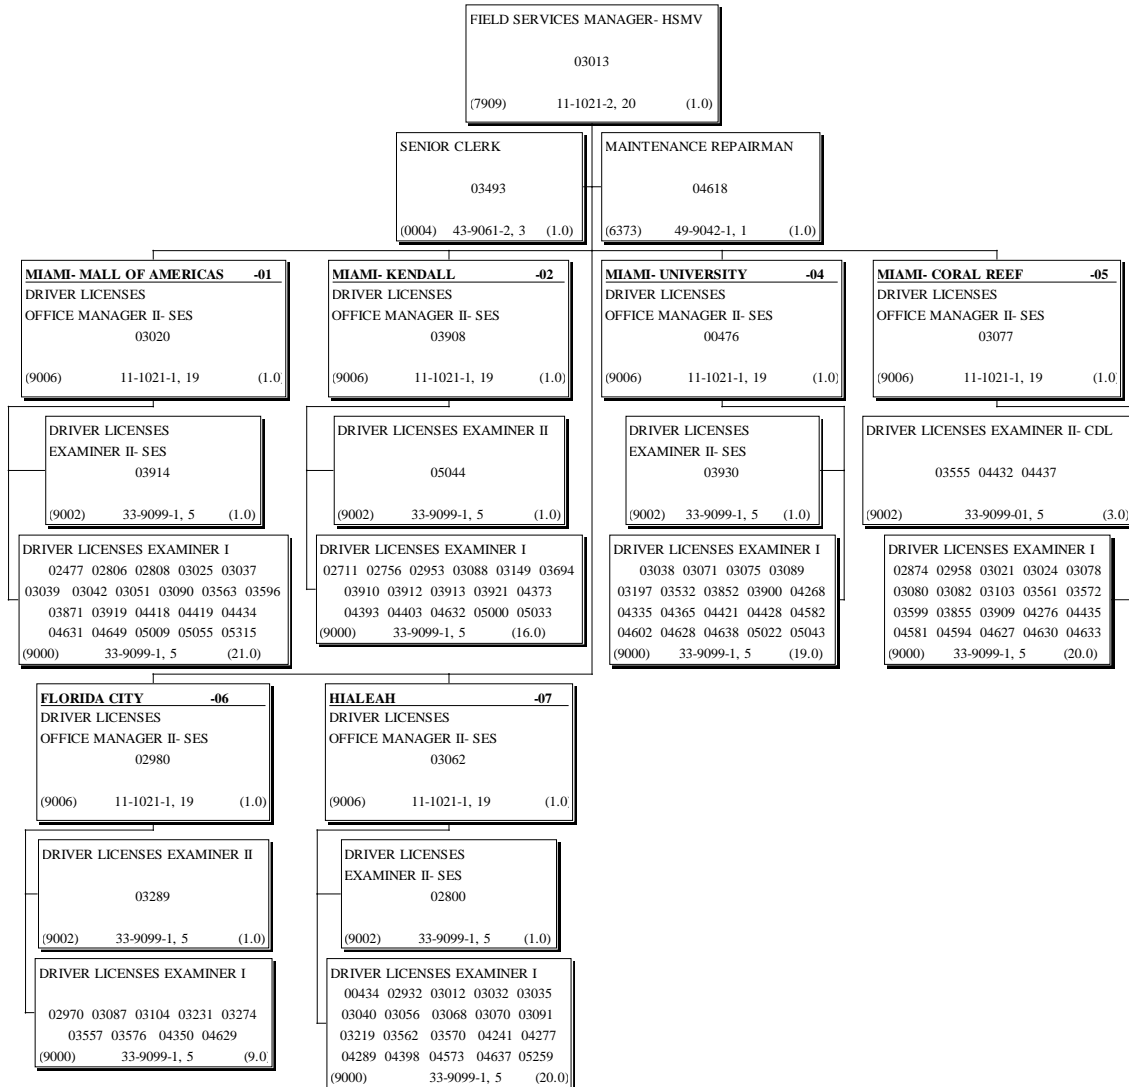 FIELD SERVICES MANAGER- HSMV
03013
(7909) 11-1021-2, 20 (1.0)
SENIOR CLERK
03493
(0004) 43-9061-2, 3 (1.0)
MAINTENANCE REPAIRMAN
04618
(6373) 49-9042-1, 1 (1.0)
MIAMI- MALL OF AMERICAS -01
DRIVER LICENSES
OFFICE MANAGER II- SES
03020
(9006) 11-1021-1, 19 (1.0)
MIAMI- KENDALL -02
DRIVER LICENSES
OFFICE MANAGER II- SES
03908
(9006) 11-1021-1, 19 (1.0)
MIAMI- UNIVERSITY -04
DRIVER LICENSES
OFFICE MANAGER II- SES
00476
(9006) 11-1021-1, 19 (1.0)
MIAMI- CORAL REEF -05
DRIVER LICENSES
OFFICE MANAGER II- SES
03077
(9006) 11-1021-1, 19 (1.0)
DRIVER LICENSES
EXAMINER II- SES
03914
(9002) 33-9099-1, 5 (1.0)
DRIVER LICENSES EXAMINER II
05044
(9002) 33-9099-1, 5 (1.0)
DRIVER LICENSES
EXAMINER II- SES
03930
(9002) 33-9099-1, 5 (1.0)
DRIVER LICENSES EXAMINER II- CDL
03555 04432 04437
(9002) 33-9099-01, 5 (3.0)
DRIVER LICENSES EXAMINER I
02477 02806 02808 03025 03037
03039 03042 03051 03090 03563 03596
03871 03919 04418 04419 04434
04631 04649 05009 05055 05315
(9000) 33-9099-1, 5 (21.0)
DRIVER LICENSES EXAMINER I
02711 02756 02953 03088 03149 03694
03910 03912 03913 03921 04373
04393 04403 04632 05000 05033
(9000) 33-9099-1, 5 (16.0)
DRIVER LICENSES EXAMINER I
03038 03071 03075 03089
03197 03532 03852 03900 04268
04335 04365 04421 04428 04582
04602 04628 04638 05022 05043
(9000) 33-9099-1, 5 (19.0)
DRIVER LICENSES EXAMINER I
02874 02958 03021 03024 03078
03080 03082 03103 03561 03572
03599 03855 03909 04276 04435
04581 04594 04627 04630 04633
(9000) 33-9099-1, 5 (20.0)
FLORIDA CITY -06
DRIVER LICENSES
OFFICE MANAGER II- SES
02980
(9006) 11-1021-1, 19 (1.0)
HIALEAH -07
DRIVER LICENSES
OFFICE MANAGER II- SES
03062
(9006) 11-1021-1, 19 (1.0)
DRIVER LICENSES EXAMINER II
03289
(9002) 33-9099-1, 5 (1.0)
DRIVER LICENSES
EXAMINER II- SES
02800
(9002) 33-9099-1, 5 (1.0)
DRIVER LICENSES EXAMINER I
02970 03087 03104 03231 03274
03557 03576 04350 04629
(9000) 33-9099-1, 5 (9.0)
DRIVER LICENSES EXAMINER I
00434 02932 03012 03032 03035
03040 03056 03068 03070 03091
03219 03562 03570 04241 04277
04289 04398 04573 04637 05259
(9000) 33-9099-1, 5 (20.0)